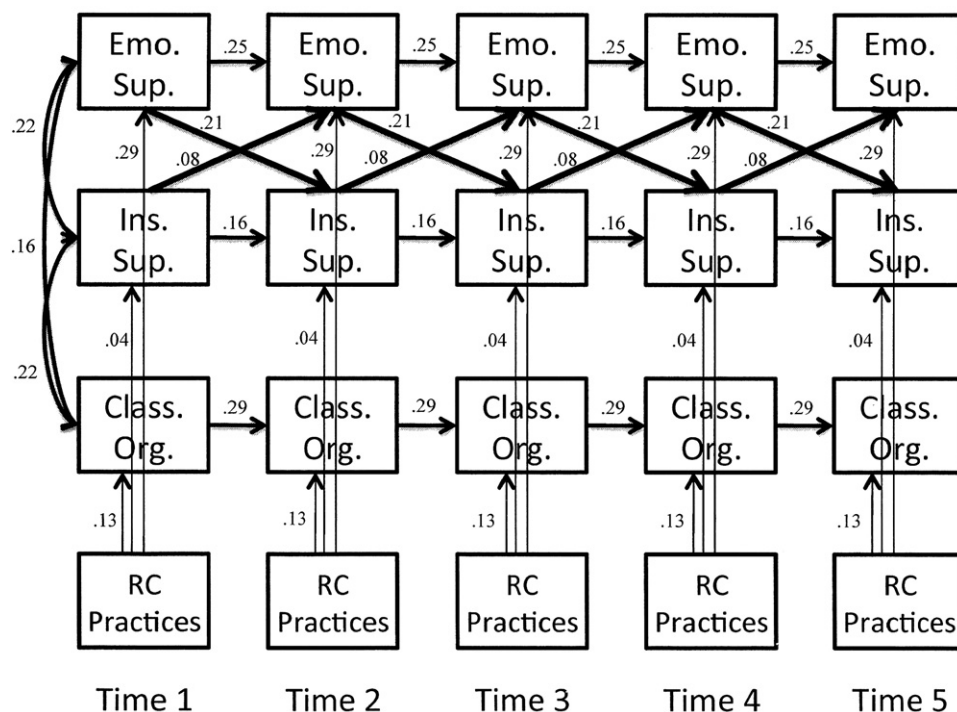 Emo. Sup.
.25
Emo. Sup.
.25
Emo. Sup.
.25
Emo. Sup.
.25
Emo. Sup.
.22
.21
.21
.21
.21
.29
.08
.29
.08
.29
.08
.29
.08
.29
.16
Ins. Sup.
.16
Ins. Sup.
.16
Ins. Sup.
.16
Ins. Sup.
.16
Ins. Sup.
.22
.04
.04
.04
.04
.04
Class. Org.
.29
Class. Org.
.29
Class. Org.
.29
Class. Org.
.29
Class. Org.
.13
.13
.13
.13
.13
RC Practices
RC Practices
RC Practices
RC Practices
RC Practices
Time 1
Time 2
Time 3
Time 4
Time 5